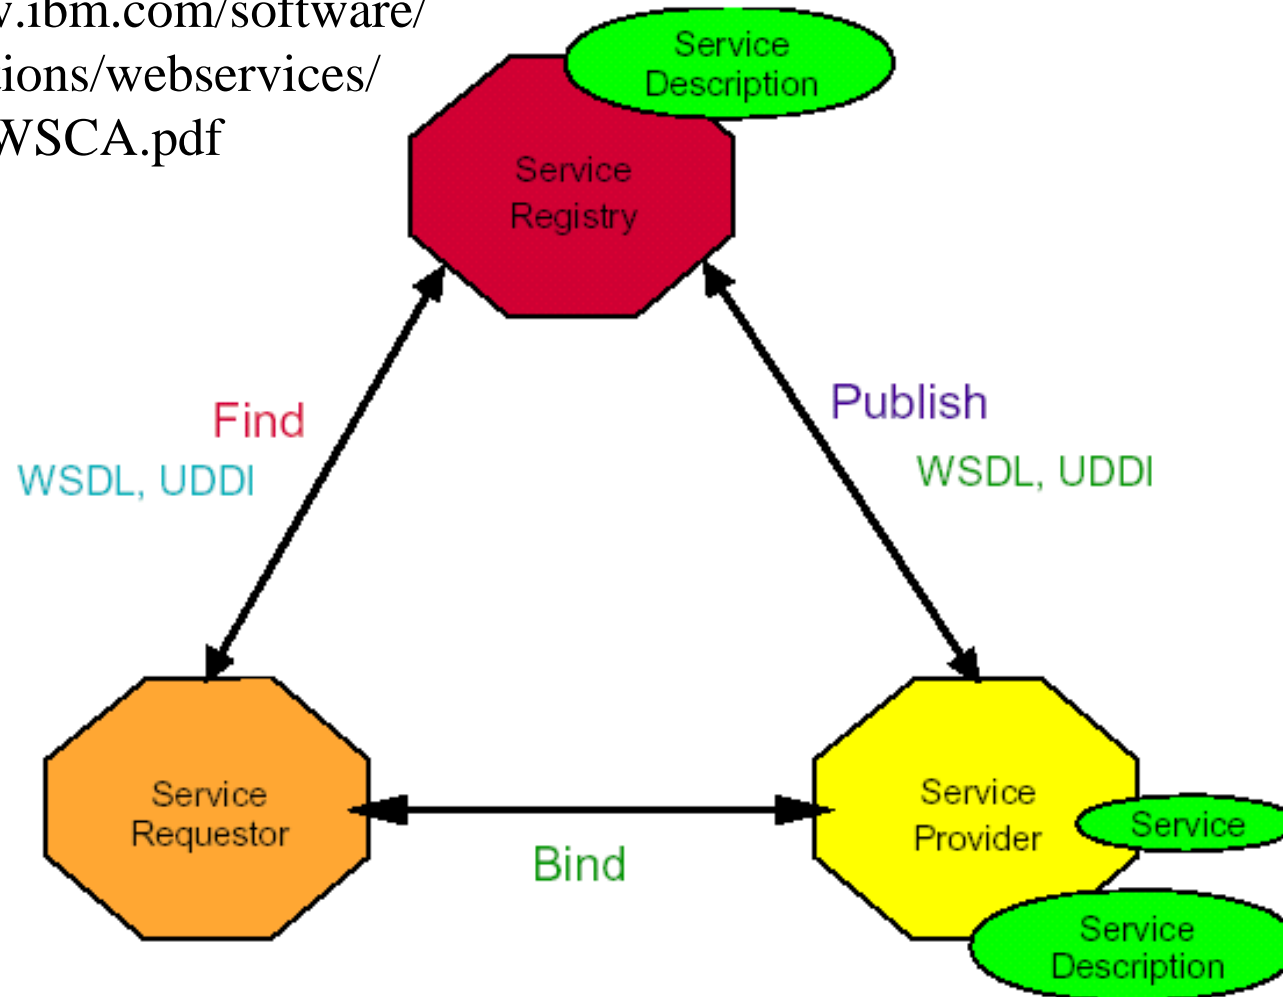 v.ibm.com/software/
tions/webservices/
WSCA.pdf
Service
Description
Service
Registry
Find
WSDL, UDDI
Publish
WSDL, UDDI
Service
Requestor
Bind
Service
Provider
Service
Service
Description